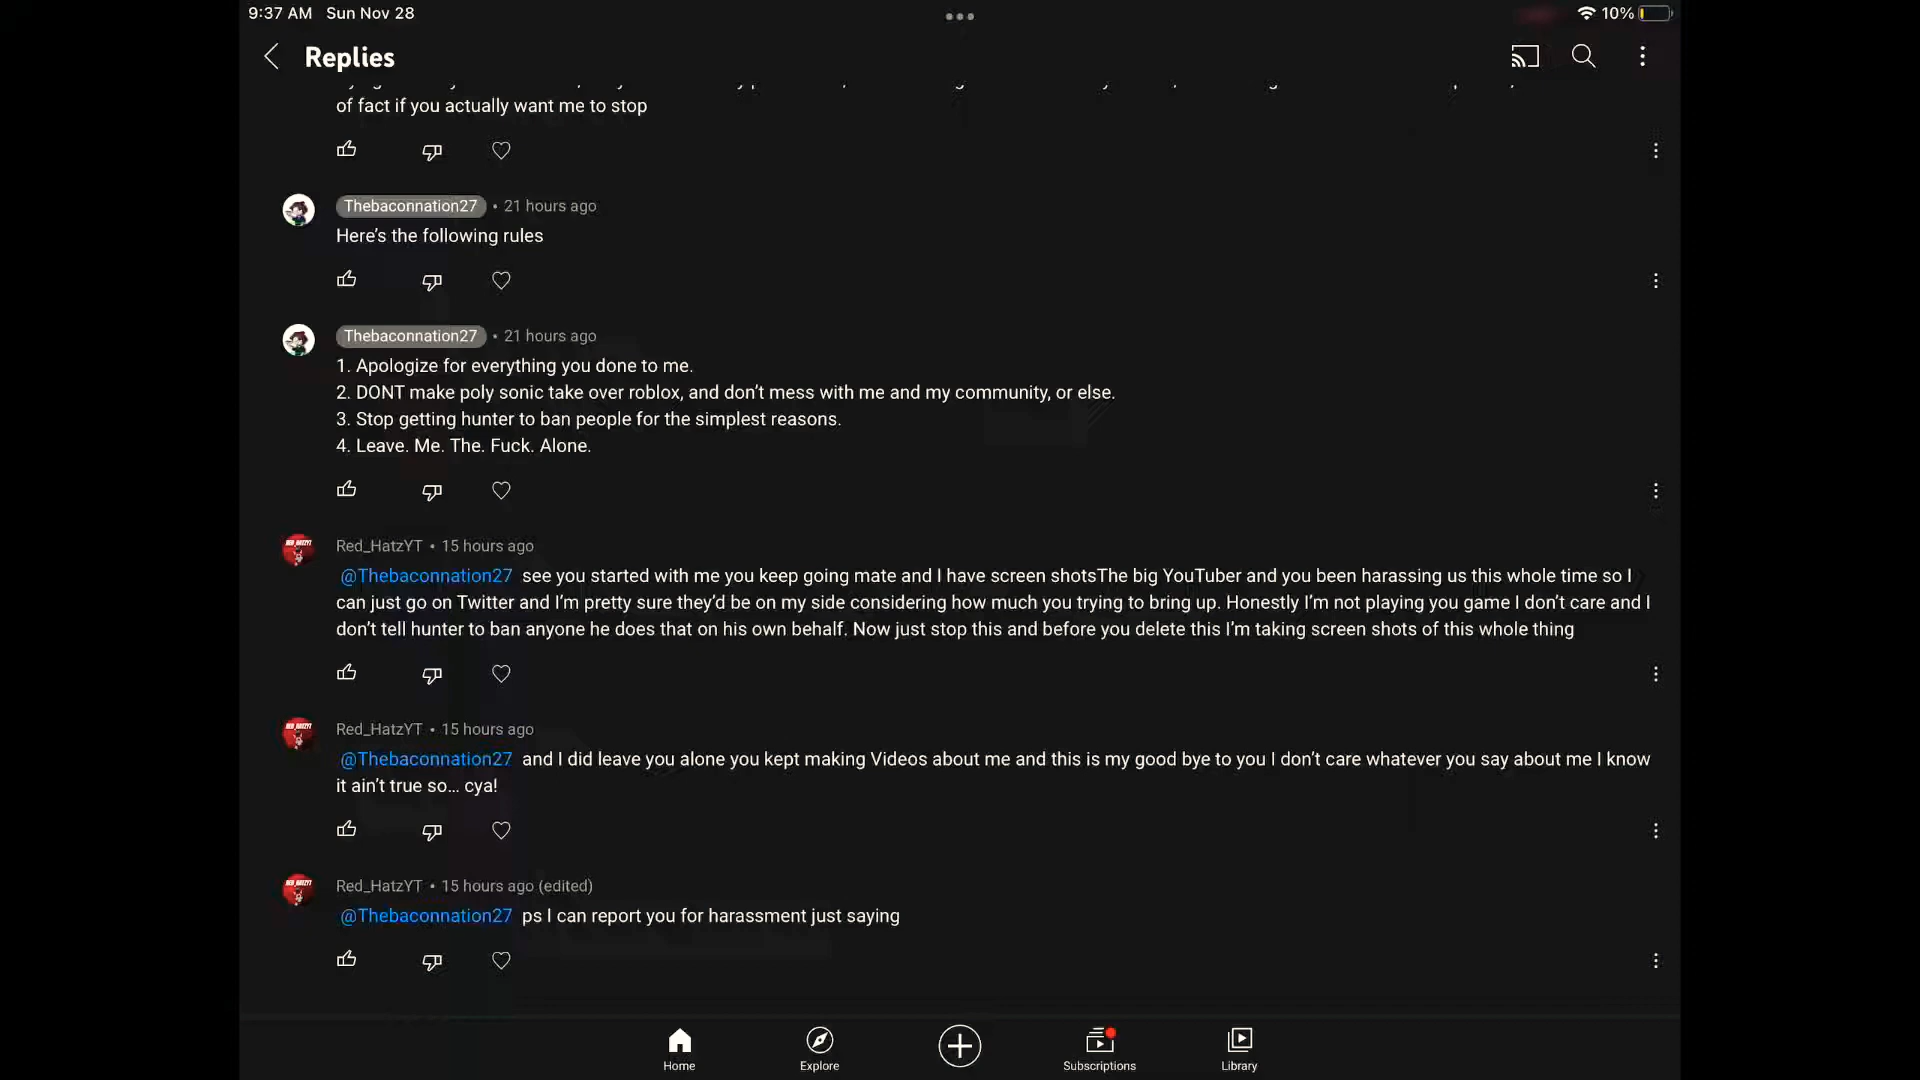 9:37 AM Sun Nov 28
10%
Replies
of fact if you actually want me to stop
Thebaconnation27 • 21 hours ago
Here's the following rules
Thebaconnation27 • 21 hours ago
1. Apologize for everything you done to me.
2. DONT make poly sonic take over roblox, and don't mess with me and my community, or else.
3. Stop getting hunter to ban people for the simplest reasons.
4. Leave. Me. The. Fuck. Alone.
Red_HatzYT • 15 hours ago
@Thebaconnation27 see you started with me you keep going mate and I have screen shotsThe big YouTuber and you been harassing us this whole time so I
can just go on Twitter and I'm pretty sure they'd be on my side considering how much you trying to bring up. Honestly I'm not playing you game I don't care and I
don't tell hunter to ban anyone he does that on his own behalf. Now just stop this and before you delete this I'm taking screen shots of this whole thing
Red_HatzYT • 15 hours ago
@Thebaconnation27 and I did leave you alone you kept making Videos about me and this is my good bye to you I don't care whatever you say about me I know
it ain't true so... cya!
Red_HatzYT • 15 hours ago (edited)
@Thebaconnation27 ps I can report you for harassment just saying
Home
Explore
Subscriptions
Library